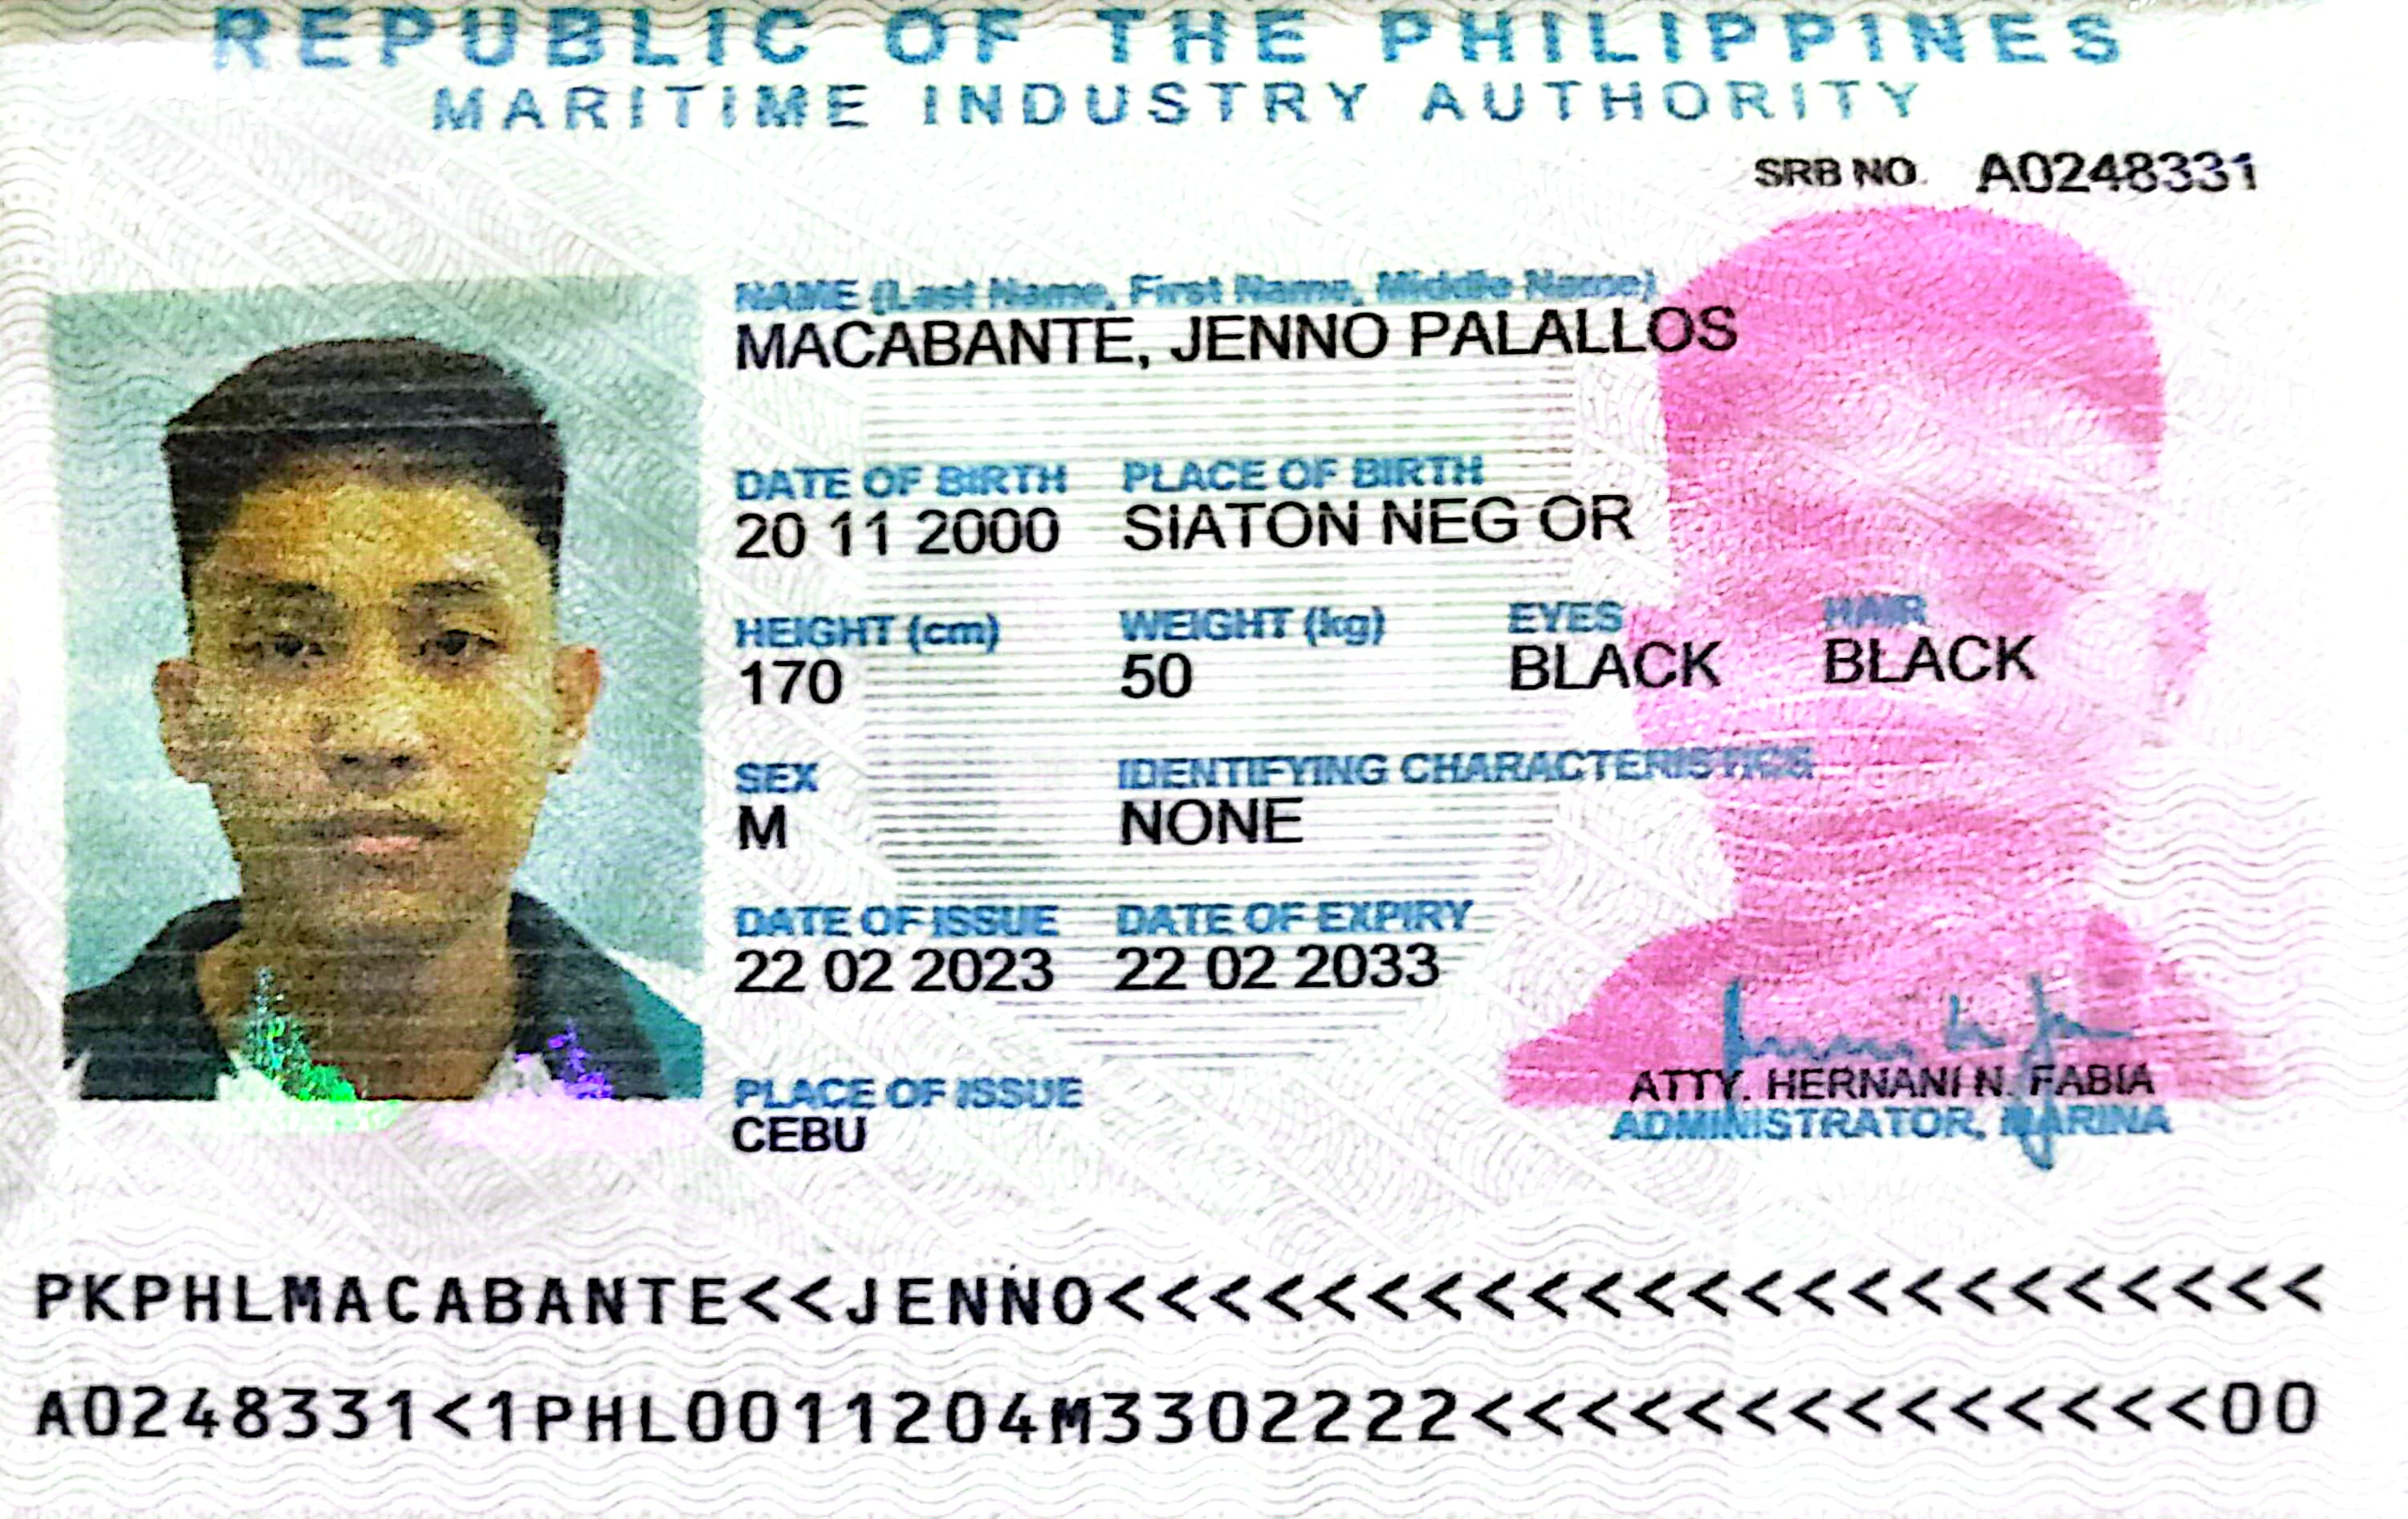 REPUBLIC OF THE PHILIPPINES
MARITIME INDUSTRY AUTHORITY
SRB NO. A0248331
NAME (Last Name, First Name, Middle Name)
MACABANTE, JENNO PALALLOS
DATE OF BIRTH PLACE OF BIRTH
20 11 2000 SIATON NEG OR
HEIGHT (cm) WEIGHT (kg) EYES HAIR
170 50 BLACK BLACK
SEX IDENTIFYING CHARACTERISTICS
M NONE
DATE OF ISSUE DATE OF EXPIRY
22 02 2023 22 02 2033
PLACE OF ISSUE
CEBU
ATTY. HERNANI N. FABIA
ADMINISTRATOR, MARINA
PKPHLMACABANTE<<JENNO<<<<<<<<<<<<<<<<<<<<<<<
A0248331<1PHL0011204M3302222<<<<<<<<<<<<<<00